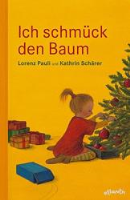 Ich schmück
den Baum
Lorenz Pauli und Kathrin Schärer
atlantis